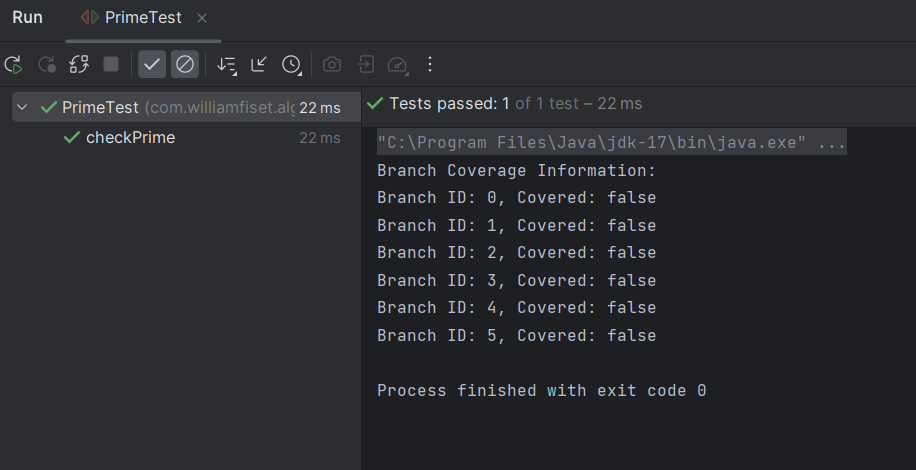 Run
PrimeTest
PrimeTest (com.williamfiset.alg 22 ms
checkPrime 22 ms
Tests passed: 1 of 1 test – 22 ms
"C:\Program Files\Java\jdk-17\bin\java.exe" ...
Branch Coverage Information:
Branch ID: 0, Covered: false
Branch ID: 1, Covered: false
Branch ID: 2, Covered: false
Branch ID: 3, Covered: false
Branch ID: 4, Covered: false
Branch ID: 5, Covered: false
Process finished with exit code 0